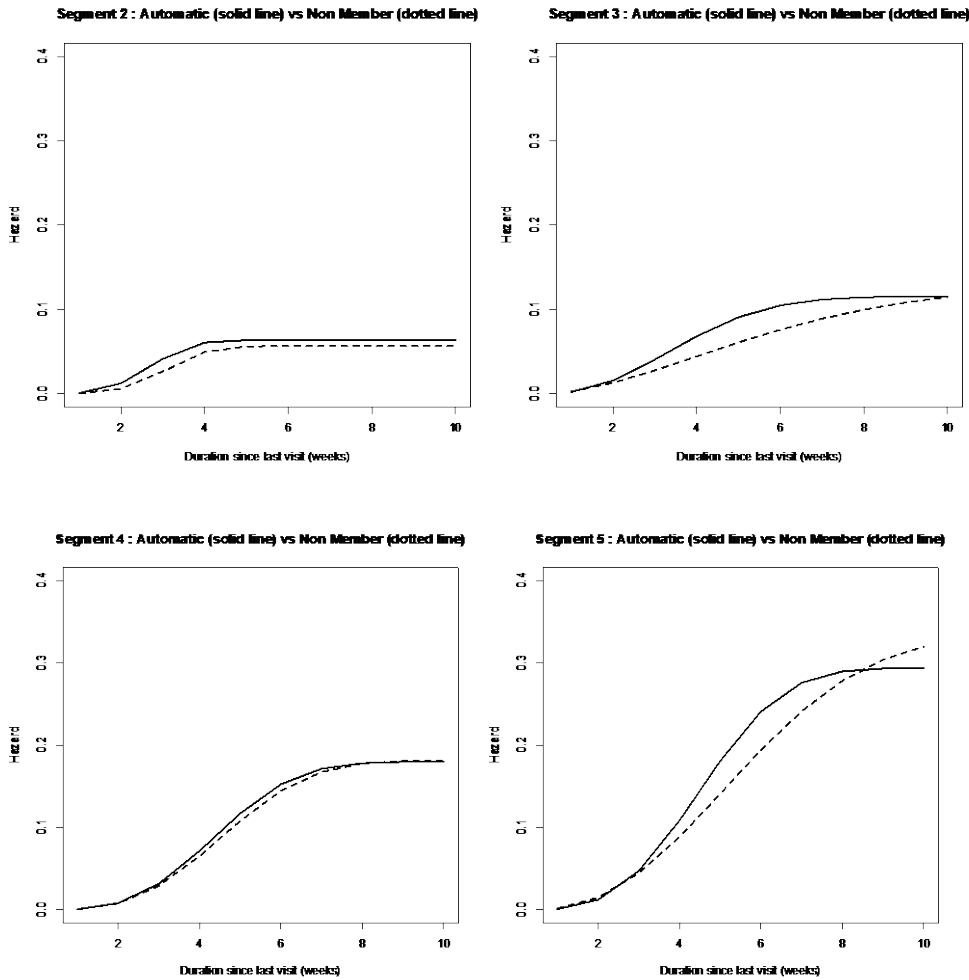 Segment 2 : Automatic (solid line) vs Non Member (dotted line)
0.4
0.3
0.2
0.1
0.0
Hazard
2 4 6 8 10
Duration since last visit (weeks)
Segment 3 : Automatic (solid line) vs Non Member (dotted line)
0.4
0.3
0.2
0.1
0.0
Hazard
2 4 6 8 10
Duration since last visit (weeks)
Segment 4 : Automatic (solid line) vs Non Member (dotted line)
0.4
0.3
0.2
0.1
0.0
Hazard
2 4 6 8 10
Duration since last visit (weeks)
Segment 5 : Automatic (solid line) vs Non Member (dotted line)
0.4
0.3
0.2
0.1
0.0
Hazard
2 4 6 8 10
Duration since last visit (weeks)